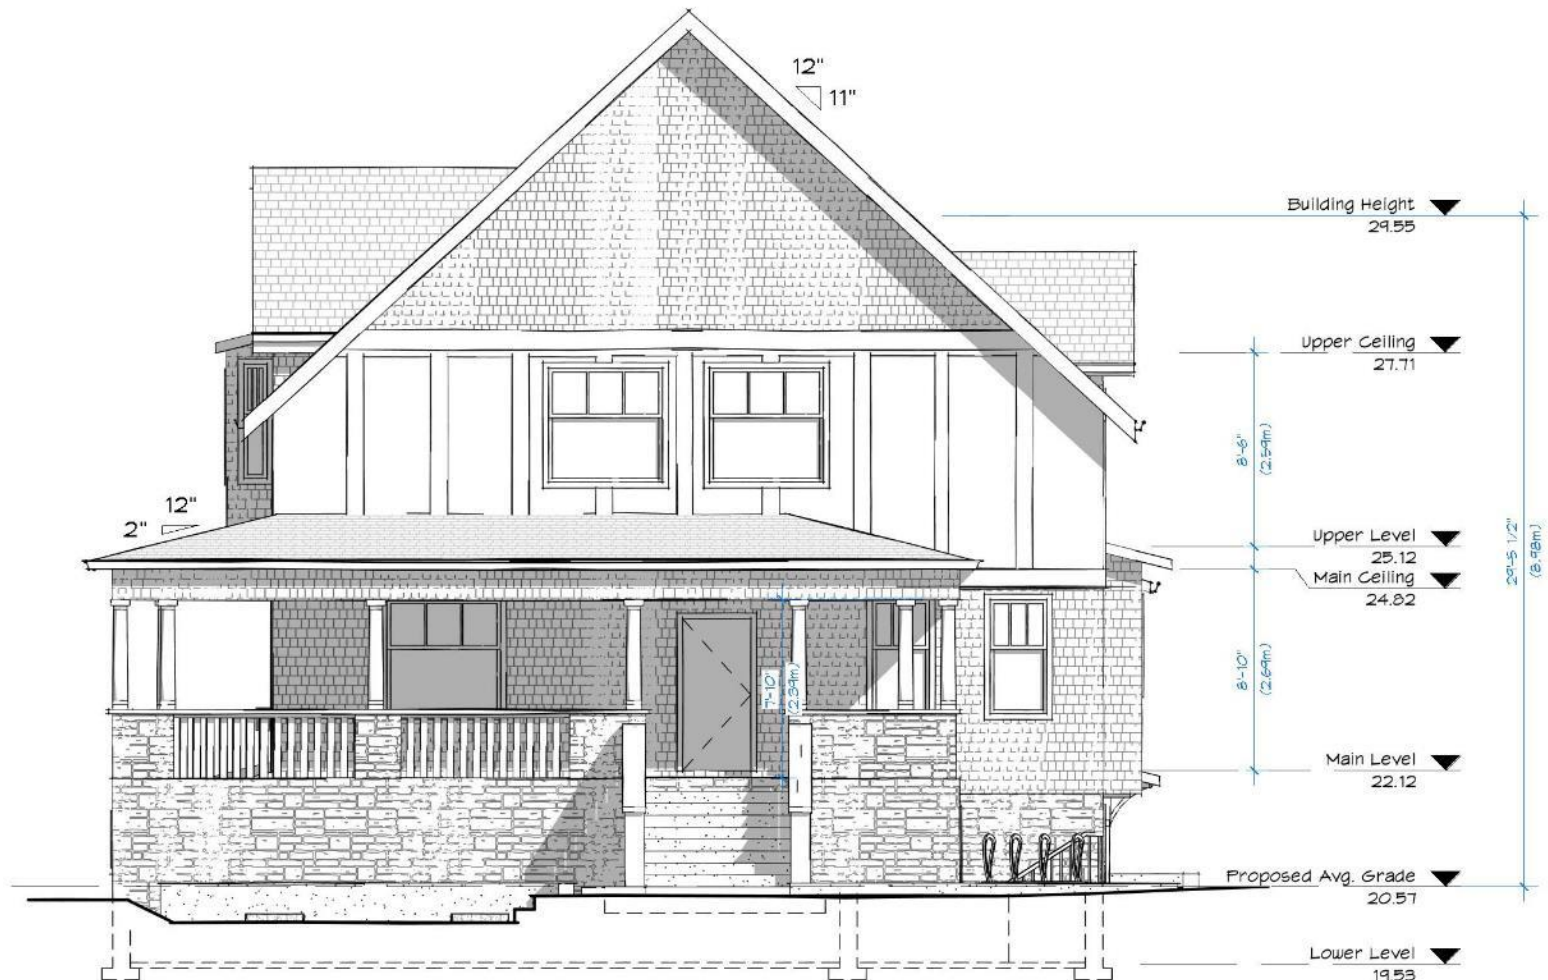 12"
11"
Building Height
29.55
Upper Ceiling
27.71
8'-6"
(2.59m)
12"
2"
Upper Level
25.12
29'-5 1/2"
(8.98m)
Main Ceiling
24.82
8'-10"
(2.69m)
7'-10"
(2.39m)
Main Level
22.12
Proposed Avg. Grade
20.57
Lower Level
19.53